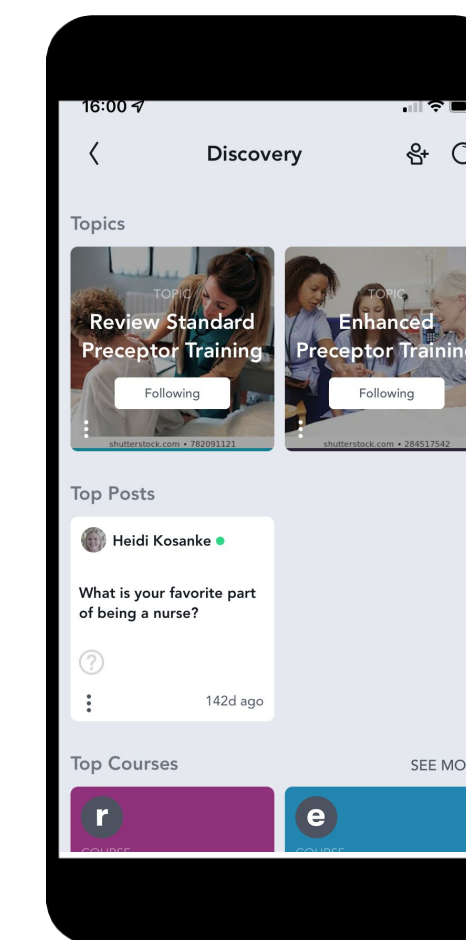 16:00
Discovery
Topics
TOPIC
Review Standard
Preceptor Training
Following
shutterstock.com • 782091121
TOPIC
Enhanced
Preceptor Trainin
Following
shutterstock.com • 284517542
Top Posts
Heidi Kosanke
What is your favorite part
of being a nurse?
142d ago
Top Courses
SEE MO
r
COURSE
e
COURSE